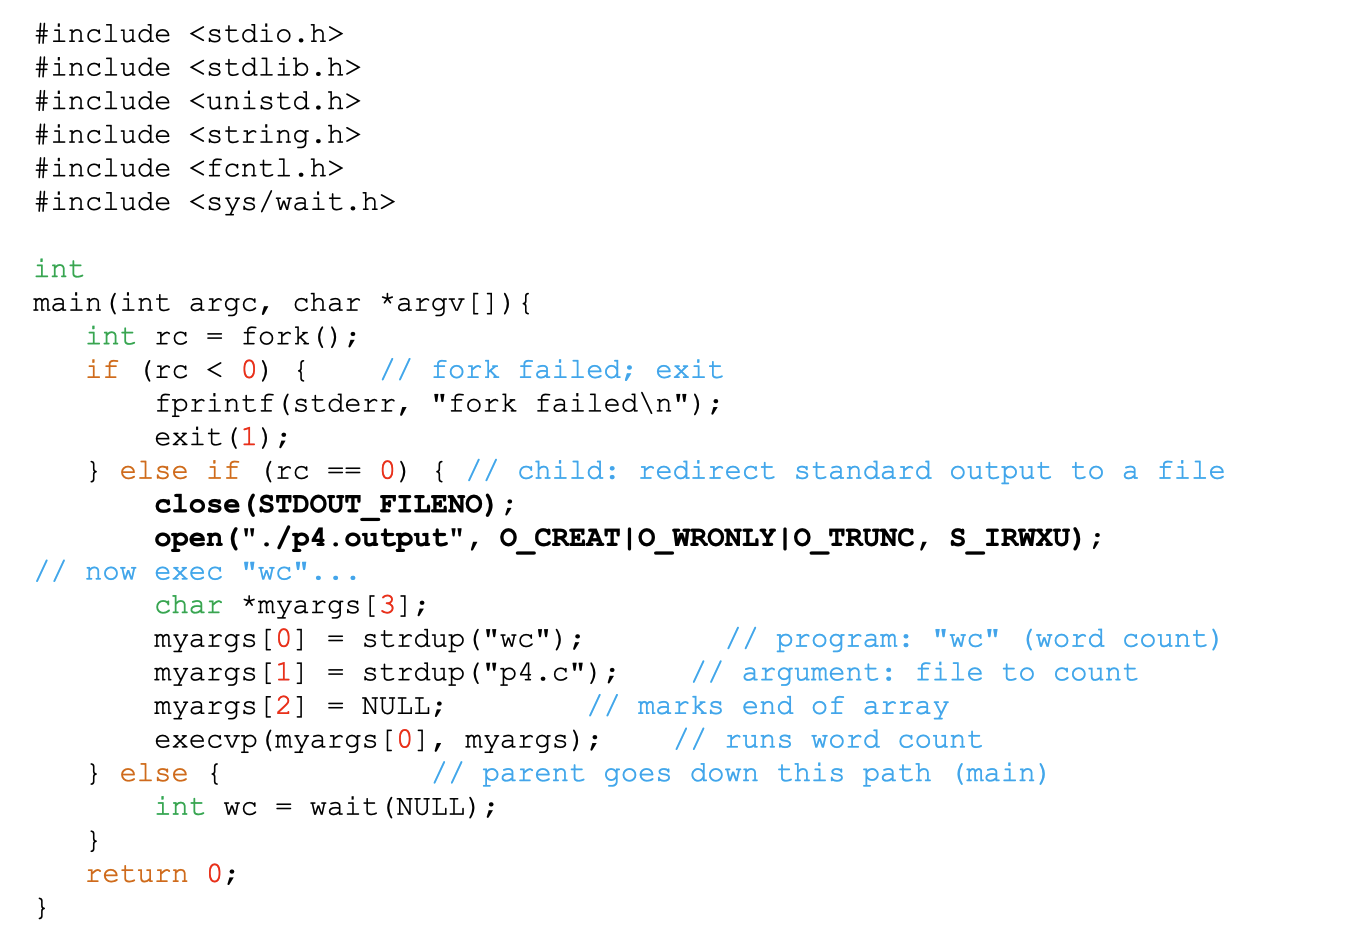 #include <stdio.h>
#include <stdlib.h>
#include <unistd.h>
#include <string.h>
#include <fcntl.h>
#include <sys/wait.h>

int
main(int argc, char *argv[]){
   int rc = fork();
   if (rc < 0) {    // fork failed; exit
       fprintf(stderr, "fork failed\n");
       exit(1);
   } else if (rc == 0) { // child: redirect standard output to a file
       close(STDOUT_FILENO);
       open("./p4.output", O_CREAT|O_WRONLY|O_TRUNC, S_IRWXU);
// now exec "wc"...
       char *myargs[3];
       myargs[0] = strdup("wc");        // program: "wc" (word count)
       myargs[1] = strdup("p4.c");    // argument: file to count
       myargs[2] = NULL;        // marks end of array
       execvp(myargs[0], myargs);    // runs word count
   } else {            // parent goes down this path (main)
       int wc = wait(NULL);
   }
   return 0;
}